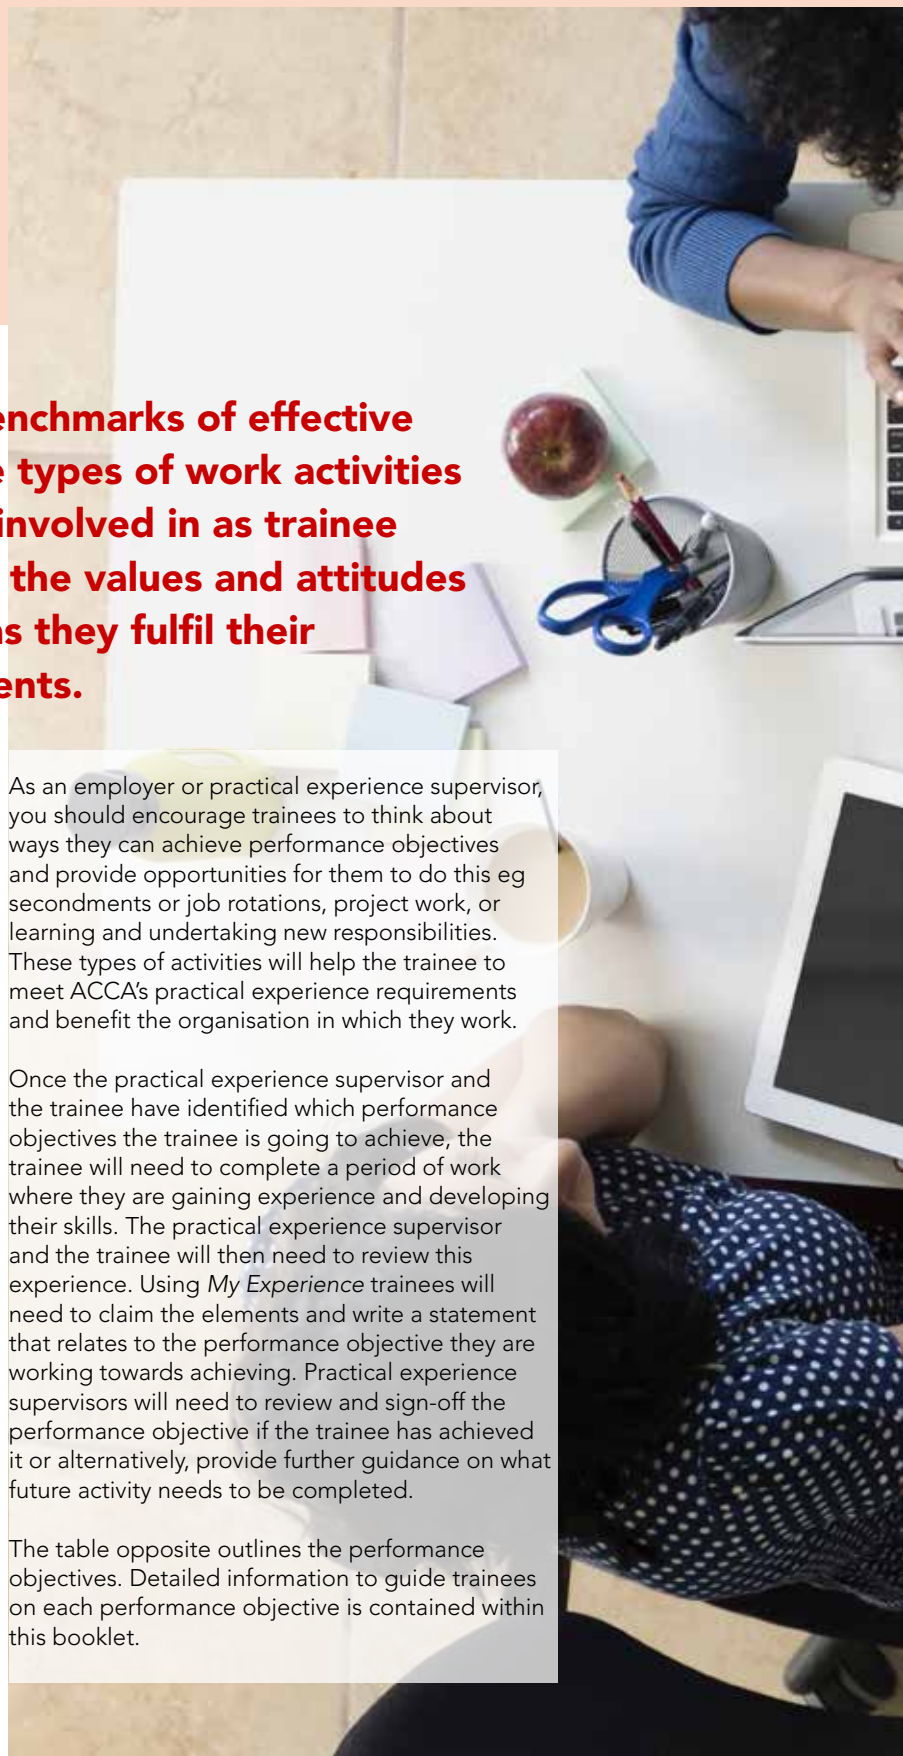 enchmarks of effective
types of work activities
involved in as trainee
the values and attitudes
as they fulfil their
ents.
As an employer or practical experience supervisor,
you should encourage trainees to think about
ways they can achieve performance objectives
and provide opportunities for them to do this eg
secondments or job rotations, project work, or
learning and undertaking new responsibilities.
These types of activities will help the trainee to
meet ACCA’s practical experience requirements
and benefit the organisation in which they work.
Once the practical experience supervisor and
the trainee have identified which performance
objectives the trainee is going to achieve, the
trainee will need to complete a period of work
where they are gaining experience and developing
their skills. The practical experience supervisor
and the trainee will then need to review this
experience. Using My Experience trainees will
need to claim the elements and write a statement
that relates to the performance objective they are
working towards achieving. Practical experience
supervisors will need to review and sign-off the
performance objective if the trainee has achieved
it or alternatively, provide further guidance on what
future activity needs to be completed.
The table opposite outlines the performance
objectives. Detailed information to guide trainees
on each performance objective is contained within
this booklet.